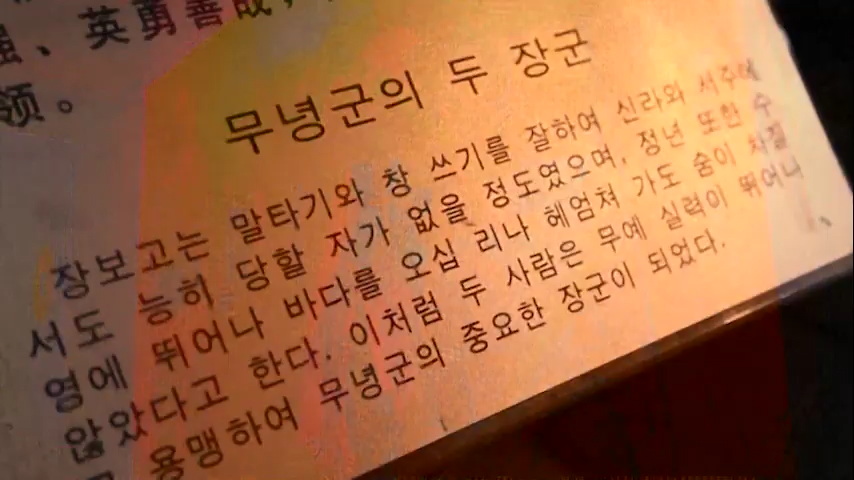 强、英勇善战，
领。
무녕군의 두 장군
장보고는 말타기와 창 쓰기를 잘하여 신라와 서주에
서도 능히 당할 자가 없을 정도였으며, 정년 또한 수
영에 뛰어나 바다를 오십 리나 헤엄쳐 가도 숨이 차질
않았다고 한다. 이처럼 두 사람은 무예 실력이 뛰어나
용맹하여 무녕군의 중요한 장군이 되었다.